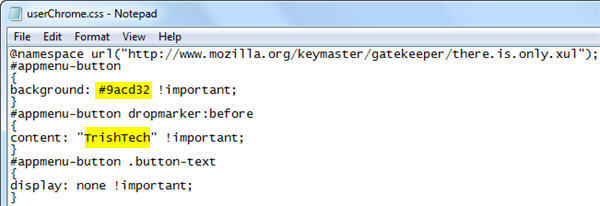 userChrome.css - Notepad
File Edit Format View Help
@namespace url("http://www.mozilla.org/keymaster/gatekeeper/there.is.only.xul");
#appmenu-button
{
background: #9acd32 !important;
}
#appmenu-button dropmarker:before
{
content: "TrishTech" !important;
}
#appmenu-button .button-text
{
display: none !important;
}